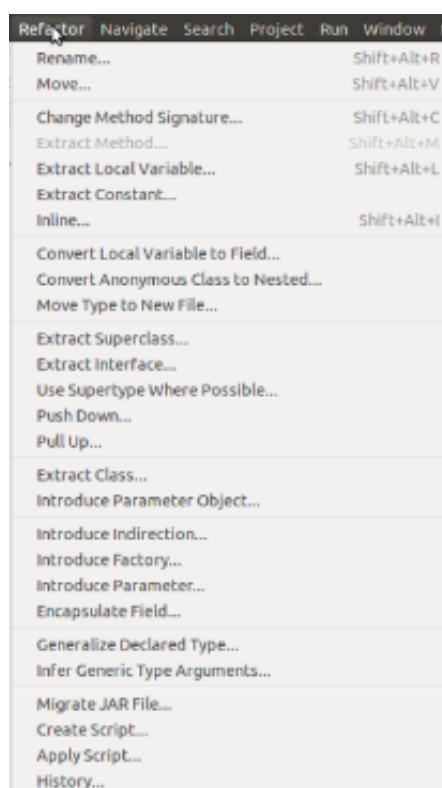 Refactor Navigate Search Project Run Window
Rename... Shift+Alt+R
Move... Shift+Alt+V
Change Method Signature... Shift+Alt+C
Extract Method... Shift+Alt+M
Extract Local Variable... Shift+Alt+L
Extract Constant...
Inline... Shift+Alt+I
Convert Local Variable to Field...
Convert Anonymous Class to Nested...
Move Type to New File...
Extract Superclass...
Extract Interface...
Use Supertype Where Possible...
Push Down...
Pull Up...
Extract Class...
Introduce Parameter Object...
Introduce Indirection...
Introduce Factory...
Introduce Parameter...
Encapsulate Field...
Generalize Declared Type...
Infer Generic Type Arguments...
Migrate JAR File...
Create Script...
Apply Script...
History...